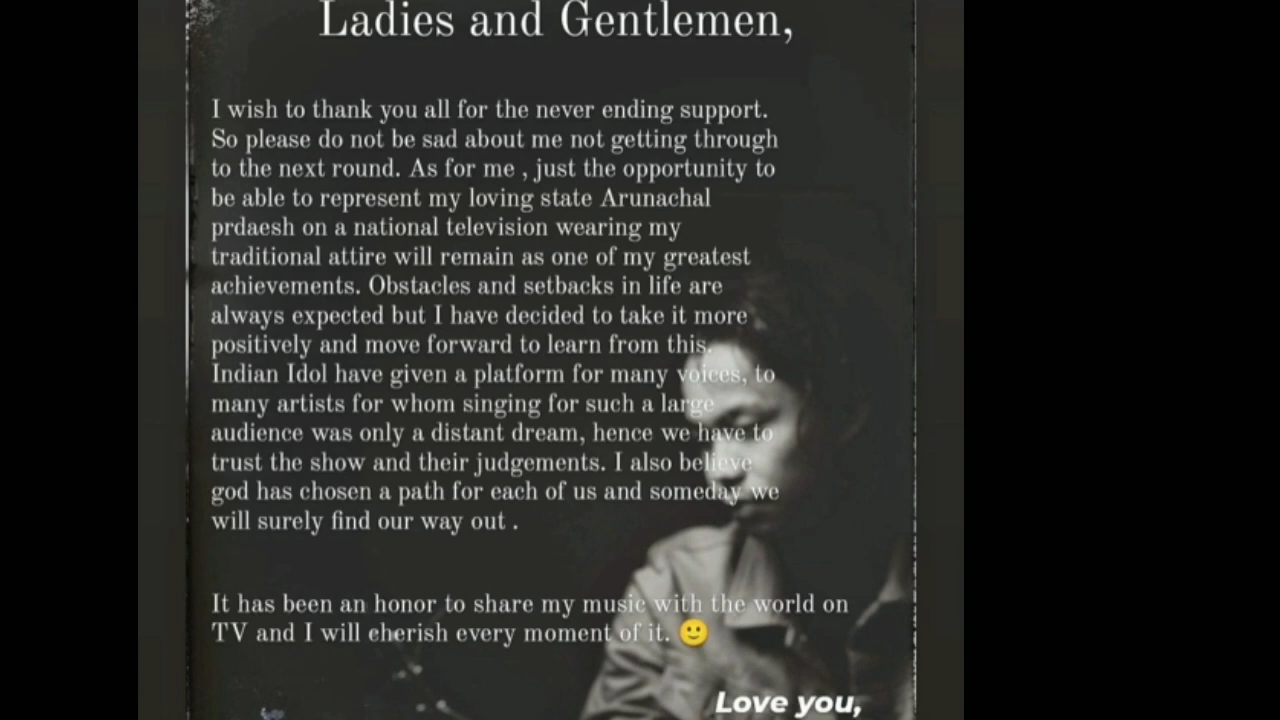 Ladies and Gentlemen,
I wish to thank you all for the never ending support.
So please do not be sad about me not getting through
to the next round. As for me , just the opportunity to
be able to represent my loving state Arunachal
prdaesh on a national television wearing my
traditional attire will remain as one of my greatest
achievements. Obstacles and setbacks in life are
always expected but I have decided to take it more
positively and move forward to learn from this.
Indian Idol have given a platform for many voices, to
many artists for whom singing for such a large
audience was only a distant dream, hence we have to
trust the show and their judgements. I also believe
god has chosen a path for each of us and someday we
will surely find our way out .
It has been an honor to share my music with the world on
TV and I will cherish every moment of it. 🙂
Love you,